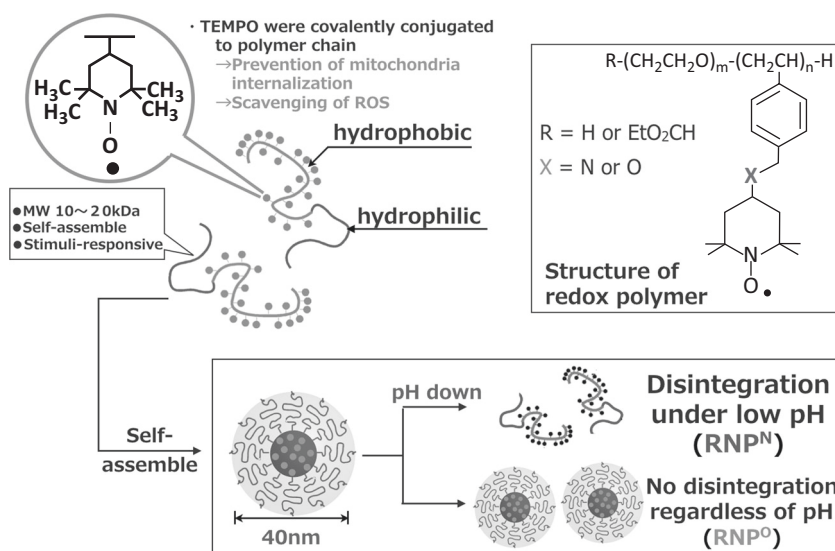 · TEMPO were covalently conjugated
to polymer chain
→Prevention of mitochondria
internalization
→Scavenging of ROS
H₃C
CH₃
H₃C
CH₃
N
O
●
hydrophobic
hydrophilic
●MW 10～20kDa
●Self-assemble
●Stimuli-responsive
R-(CH₂CH₂O)m-(CH₂CH)n-H
R = H or EtO₂CH
X = N or O
X
N
O
●
Structure of
redox polymer
Self-
assemble
40nm
pH down
Disintegration
under low pH
(RNPᴺ)
No disintegration
regardless of pH
(RNPᴼ)